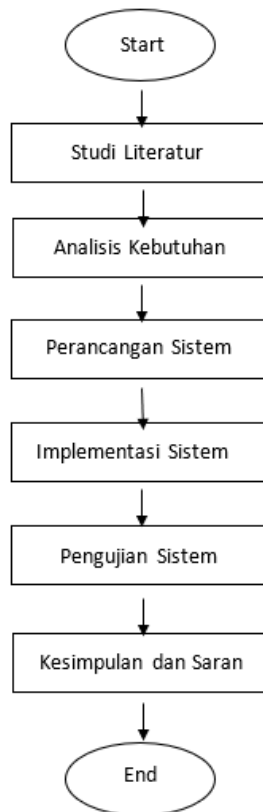 Start
Studi Literatur
Analisis Kebutuhan
Perancangan Sistem
Implementasi Sistem
Pengujian Sistem
Kesimpulan dan Saran
End